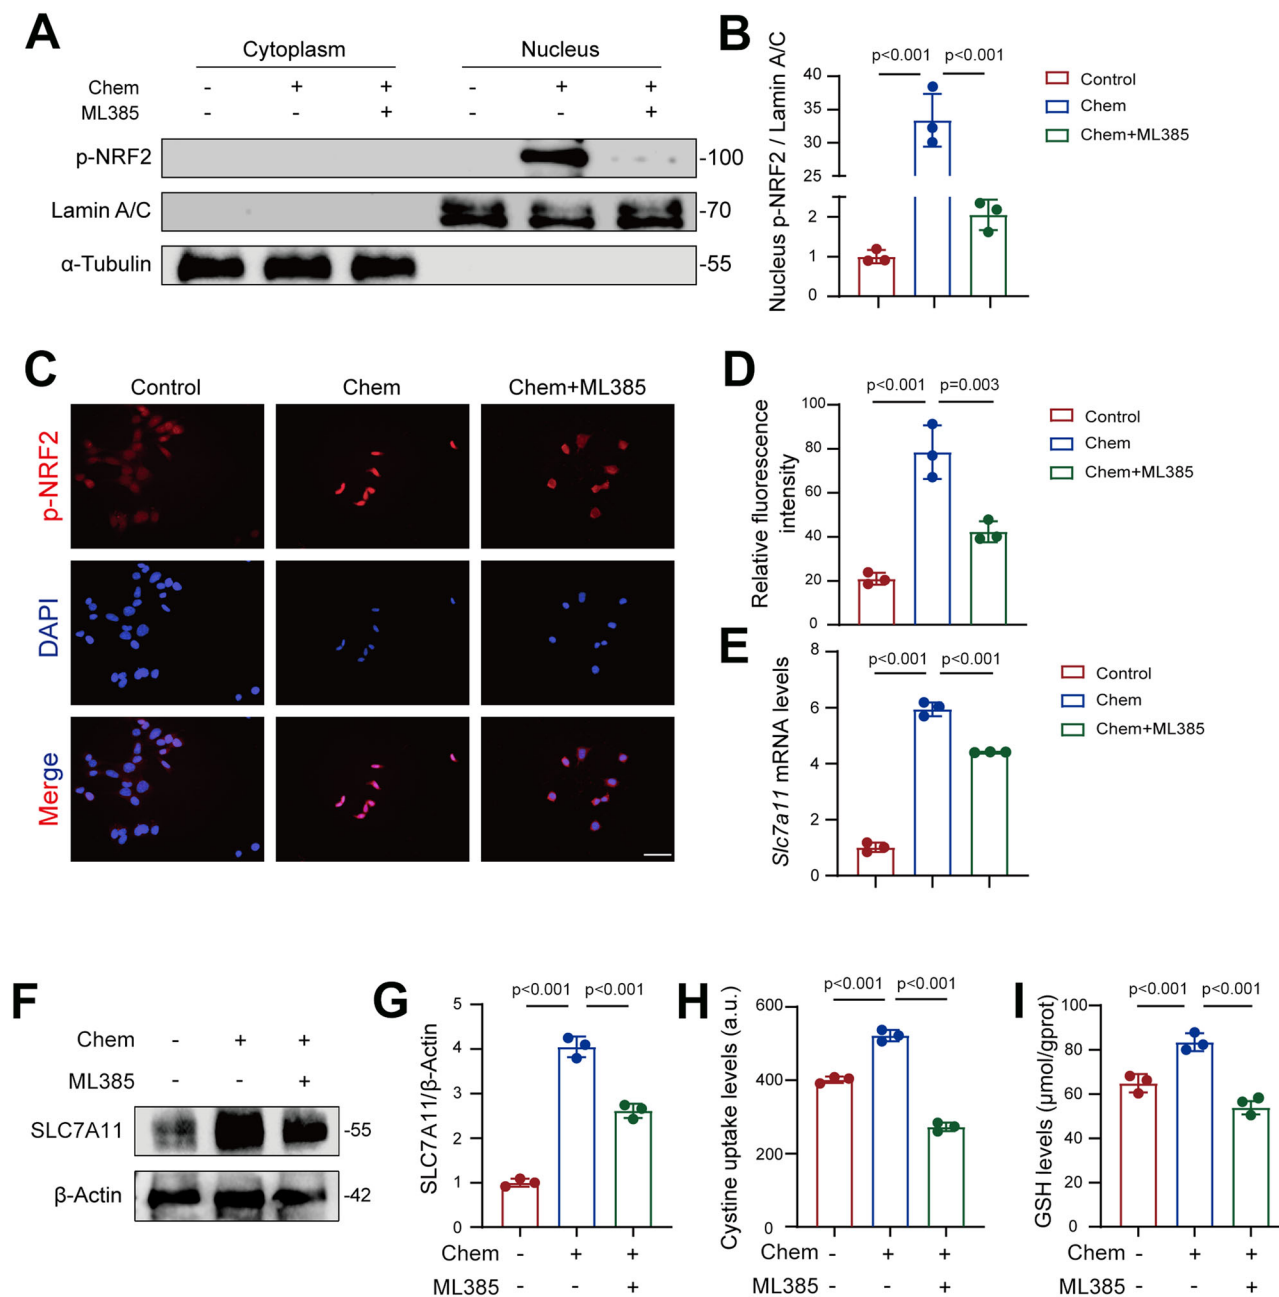 A
Cytoplasm Nucleus
Chem - + + - + +
ML385 - - + - - +
p-NRF2 -100
Lamin A/C -70
α-Tubulin -55
B
p<0.001 p<0.001
Nucleus p-NRF2 / Lamin A/C
40
35
30
25
2
1
0
Control
Chem
Chem+ML385
C
Control Chem Chem+ML385
p-NRF2
DAPI
Merge
D
p<0.001 p=0.003
Relative fluorescence
intensity
100
80
60
40
20
0
Control
Chem
Chem+ML385
E
p<0.001 p<0.001
Slc7a11 mRNA levels
8
6
4
2
0
Control
Chem
Chem+ML385
F
Chem - + +
ML385 - - +
SLC7A11 -55
β-Actin -42
G
p<0.001 p<0.001
SLC7A11/β-Actin
5
4
3
2
1
0
Chem - + +
ML385 - - +
H
p<0.001 p<0.001
Cystine uptake levels (a.u.)
600
400
200
0
Chem - + +
ML385 - - +
I
p<0.001 p<0.001
GSH levels (μmol/gprot)
100
80
60
40
20
0
Chem - + +
ML385 - - +